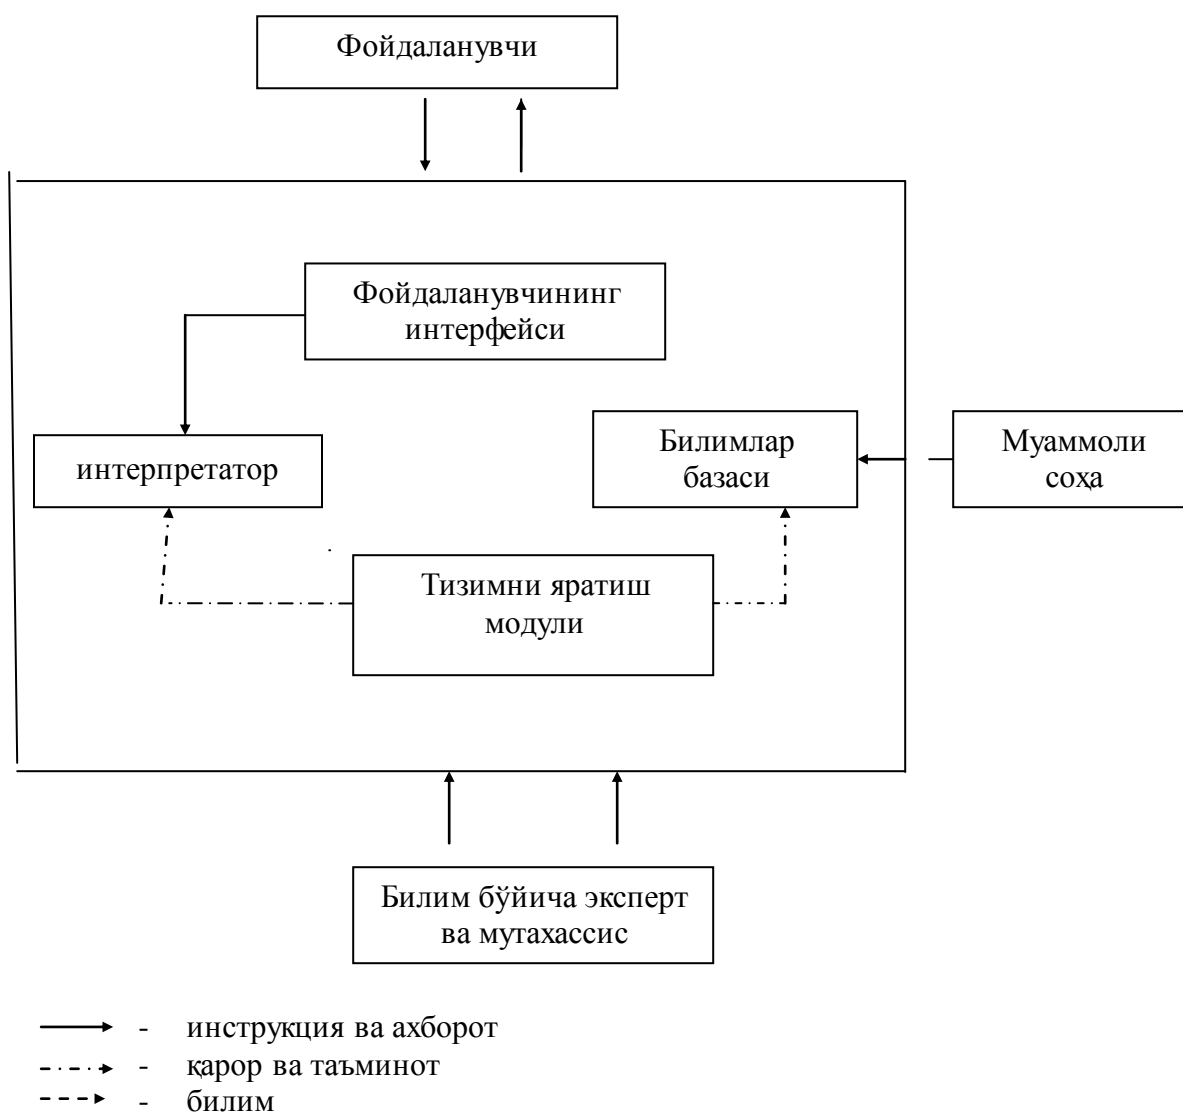 Фойдаланувчи
Фойдаланувчининг
интерфейси
интерпретатор
Билимлар
базаси
Муаммоли
соҳа
Тизимни яратиш
модули
Билим бўйича эксперт
ва мутахассис
- инструкция ва ахборот
- қарор ва таъминот
- билим